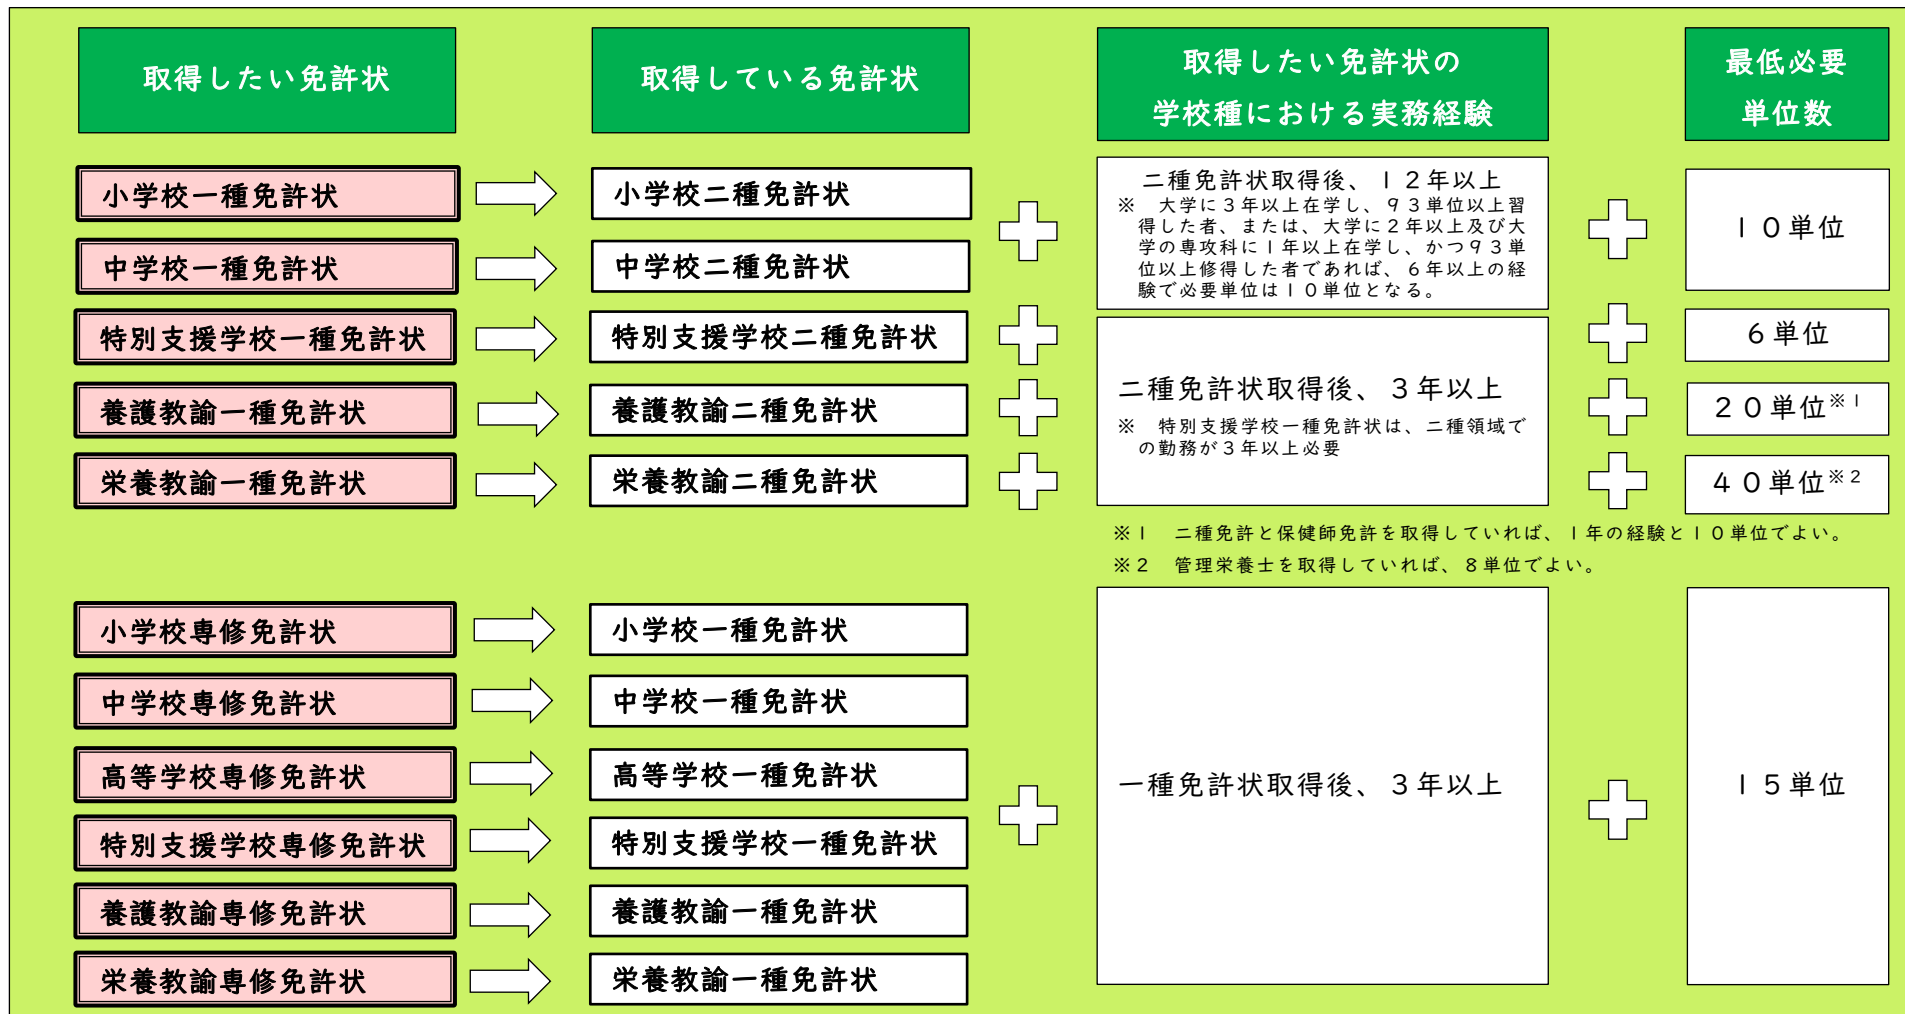 取得したい免許状
取得している免許状
取得したい免許状の
学校種における実務経験
最低必要
単位数
小学校一種免許状
小学校二種免許状
中学校一種免許状
中学校二種免許状
二種免許状取得後、12年以上
※　大学に3年以上在学し、93単位以上習
得した者、または、大学に2年以上及び大
学の専攻科に1年以上在学し、かつ93単
位以上修得した者であれば、6年以上の経
験で必要単位は10単位となる。
10単位
特別支援学校一種免許状
特別支援学校二種免許状
6単位
養護教諭一種免許状
養護教諭二種免許状
二種免許状取得後、3年以上
※　特別支援学校一種免許状は、二種領域で
の勤務が3年以上必要
20単位※1
栄養教諭一種免許状
栄養教諭二種免許状
40単位※2
※1　二種免許と保健師免許を取得していれば、1年の経験と10単位でよい。
※2　管理栄養士を取得していれば、8単位でよい。
小学校専修免許状
小学校一種免許状
中学校専修免許状
中学校一種免許状
高等学校専修免許状
高等学校一種免許状
一種免許状取得後、3年以上
15単位
特別支援学校専修免許状
特別支援学校一種免許状
養護教諭専修免許状
養護教諭一種免許状
栄養教諭専修免許状
栄養教諭一種免許状